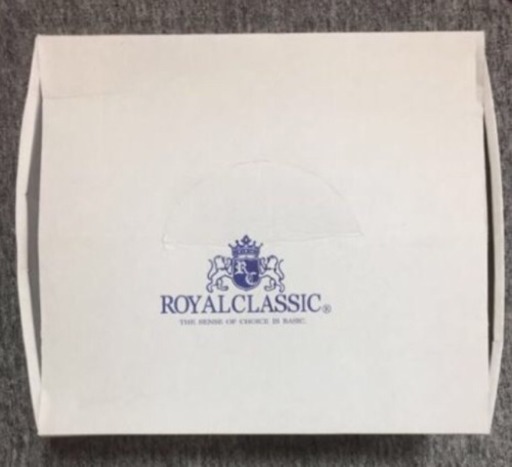 RC
ROYALCLASSIC®
THE SENSE OF CHOICE IS BASIC.